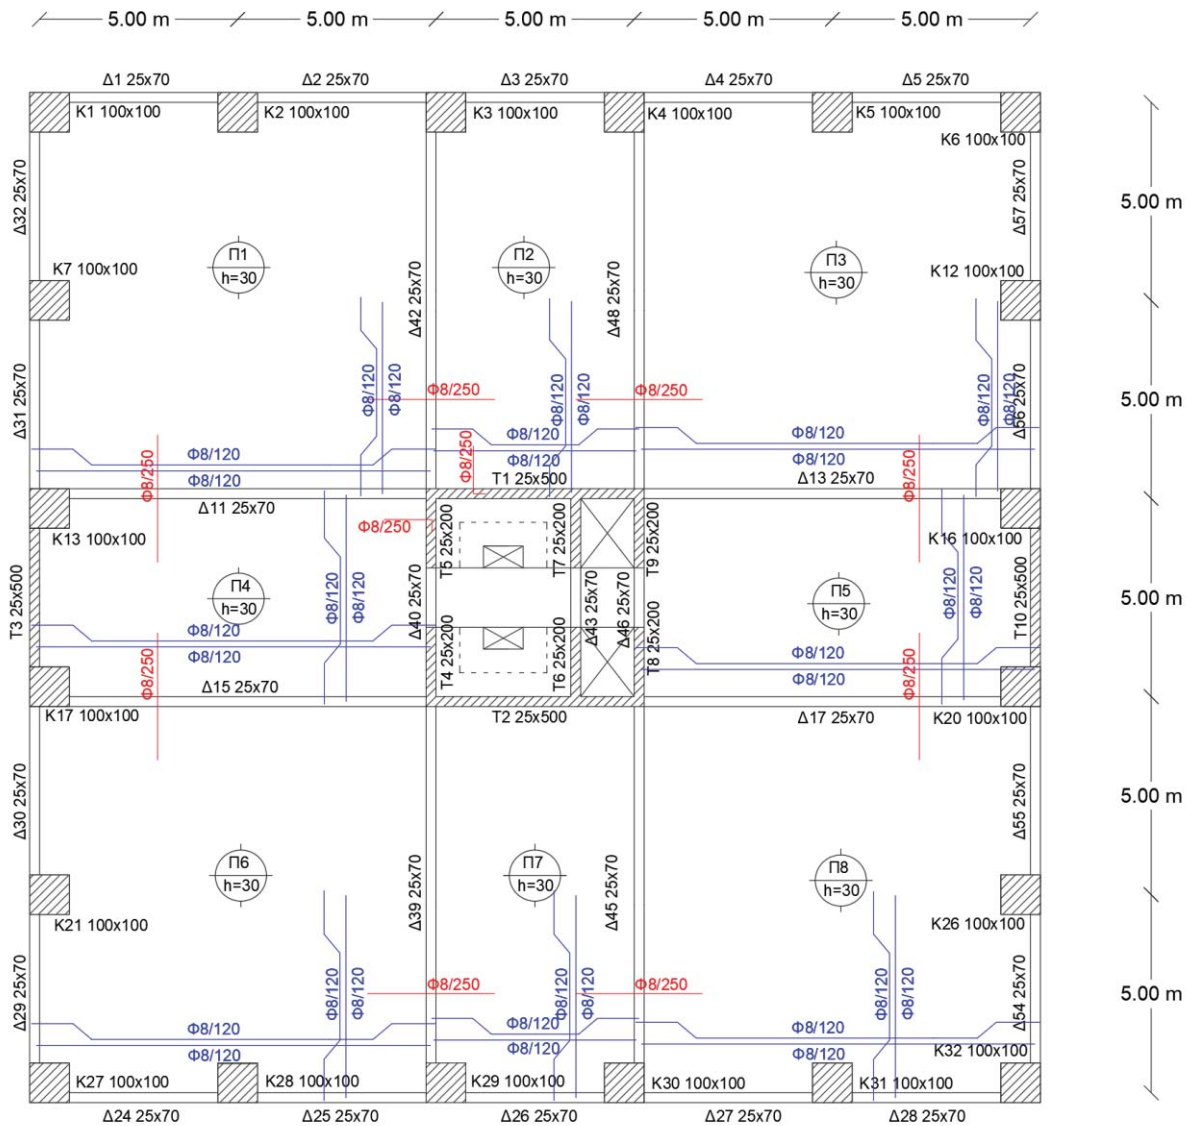 5.00 m 5.00 m 5.00 m 5.00 m 5.00 m
Δ1 25x70 Δ2 25x70 Δ3 25x70 Δ4 25x70 Δ5 25x70
K1 100x100 K2 100x100 K3 100x100 K4 100x100 K5 100x100
K6 100x100
Δ32 25x70
Δ57 25x70
5.00 m
Π1
h=30
Π2
h=30
Π3
h=30
K7 100x100
K12 100x100
Δ42 25x70
Δ48 25x70
Δ31 25x70
Φ8/120
Φ8/120
Φ8/250
Φ8/120
Φ8/120
Φ8/250
Φ8/120
Φ8/120
Δ56 25x70
5.00 m
Φ8/120
Φ8/120
Φ8/250
Φ8/120
Φ8/120
Φ8/250
Φ8/120
Φ8/120
Φ8/250
Δ11 25x70
T1 25x500
Δ13 25x70
K13 100x100
Φ8/250
K16 100x100
T3 25x500
Π4
h=30
Φ8/120
Φ8/120
Δ40 25x70
T5 25x200
T7 25x200
T9 25x200
Δ43 25x70
Δ46 25x70
T4 25x200
T6 25x200
T8 25x200
Π5
h=30
Φ8/120
Φ8/120
T10 25x500
5.00 m
Φ8/120
Φ8/120
Φ8/250
Φ8/120
Φ8/120
Φ8/250
Δ15 25x70
T2 25x500
Δ17 25x70
K17 100x100
K20 100x100
Δ30 25x70
Δ55 25x70
5.00 m
Π6
h=30
Π7
h=30
Π8
h=30
Δ39 25x70
Δ45 25x70
K21 100x100
K26 100x100
Δ29 25x70
Φ8/120
Φ8/120
Φ8/250
Φ8/120
Φ8/120
Φ8/250
Φ8/120
Φ8/120
Δ54 25x70
5.00 m
Φ8/120
Φ8/120
Φ8/120
Φ8/120
Φ8/120
Φ8/120
K32 100x100
K27 100x100 K28 100x100 K29 100x100 K30 100x100 K31 100x100
Δ24 25x70 Δ25 25x70 Δ26 25x70 Δ27 25x70 Δ28 25x70